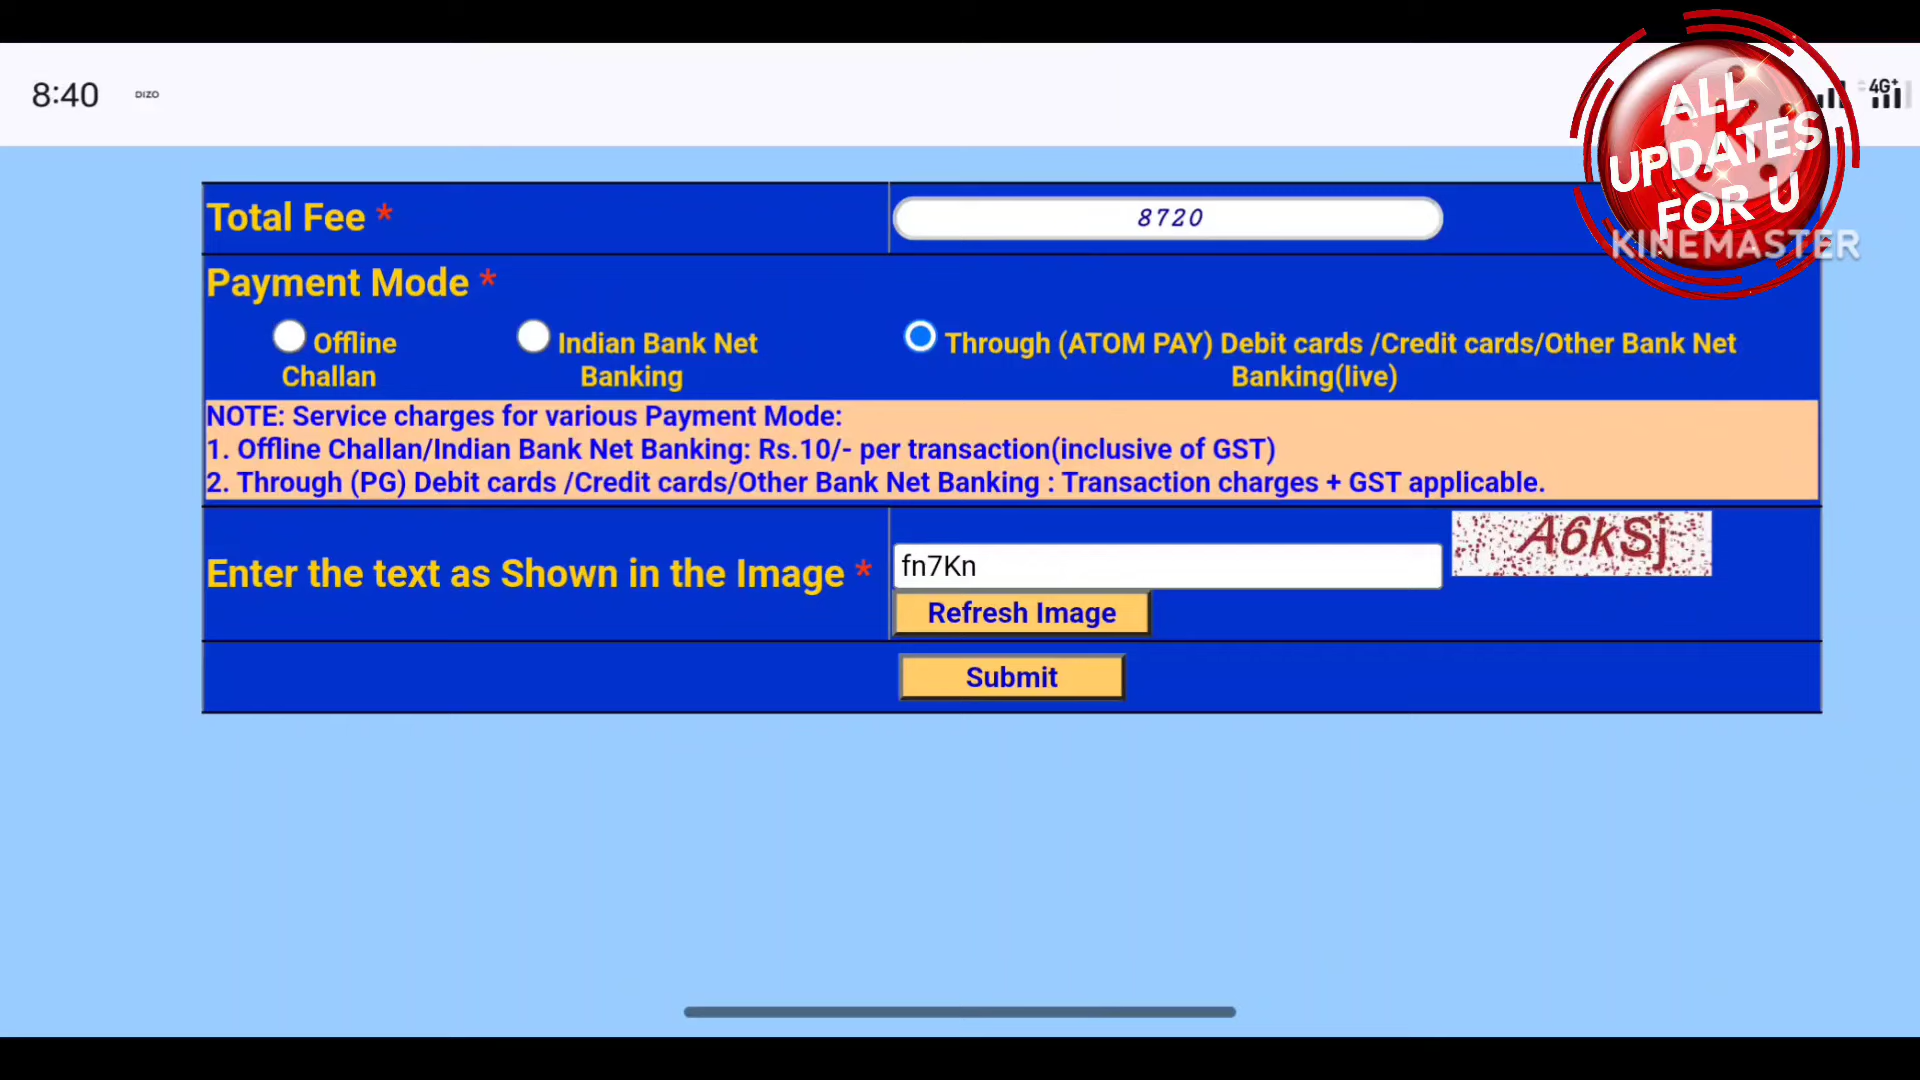 8:40 DIZO 4G+
ALL
UPDATES
FOR U
KINEMASTER
Total Fee * 8720
Payment Mode *
Offline Challan
Indian Bank Net Banking
Through (ATOM PAY) Debit cards /Credit cards/Other Bank Net Banking(live)
NOTE: Service charges for various Payment Mode:
1. Offline Challan/Indian Bank Net Banking: Rs.10/- per transaction(inclusive of GST)
2. Through (PG) Debit cards /Credit cards/Other Bank Net Banking : Transaction charges + GST applicable.
Enter the text as Shown in the Image * fn7Kn A6kSj
Refresh Image
Submit